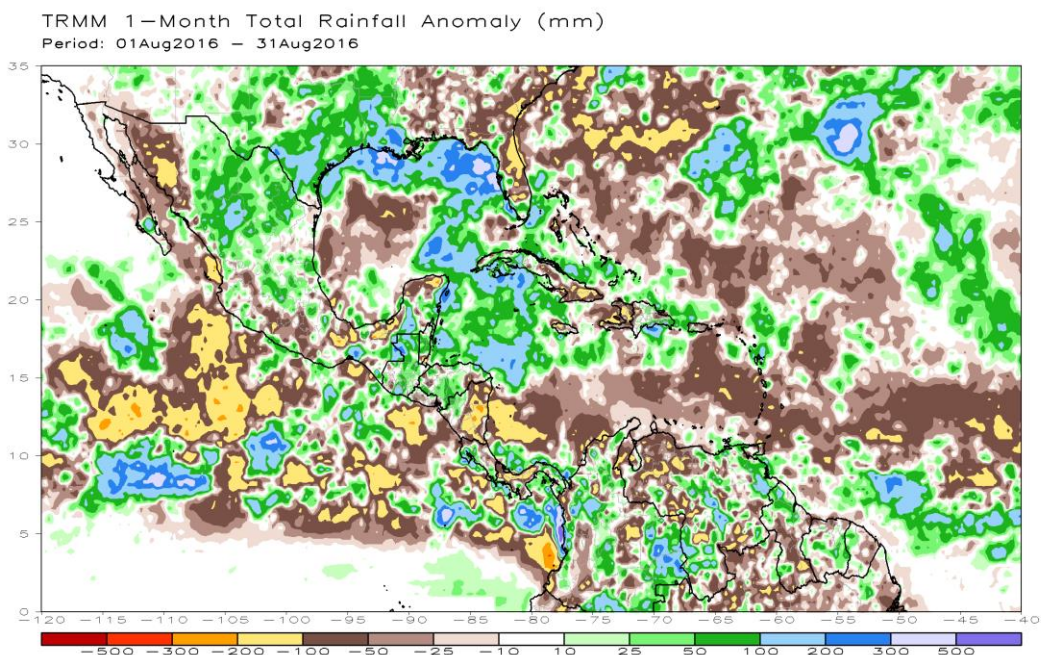 TRMM 1-Month Total Rainfall Anomaly (mm)
Period: 01Aug2016 - 31Aug2016
35
30
25
20
15
10
5
0
-120 -115 -110 -105 -100 -95 -90 -85 -80 -75 -70 -65 -60 -55 -50 -45 -40
-500 -300 -200 -100 -50 -25 -10 10 25 50 100 200 300 500